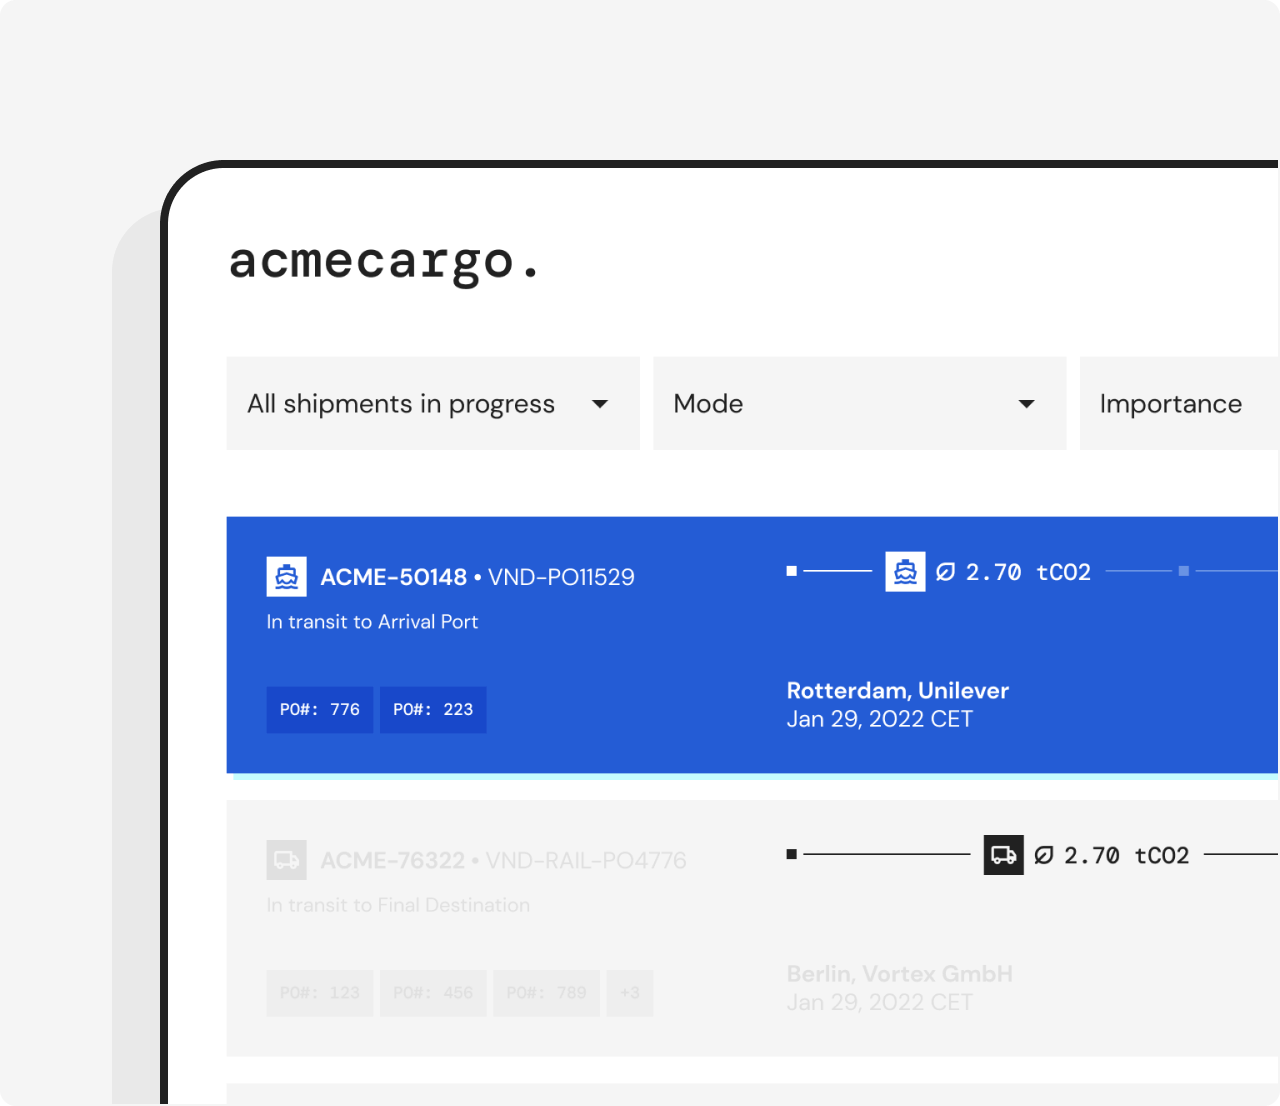 acmecargo.
All shipments in progress
Mode
Importance
ACME-50148 • VND-PO11529
2.70 tCO2
In transit to Arrival Port
PO#: 776
PO#: 223
Rotterdam, Unilever
Jan 29, 2022 CET
ACME-76322 • VND-RAIL-PO4776
2.70 tCO2
In transit to Final Destination
PO#: 123
PO#: 456
PO#: 789
+3
Berlin, Vortex GmbH
Jan 29, 2022 CET